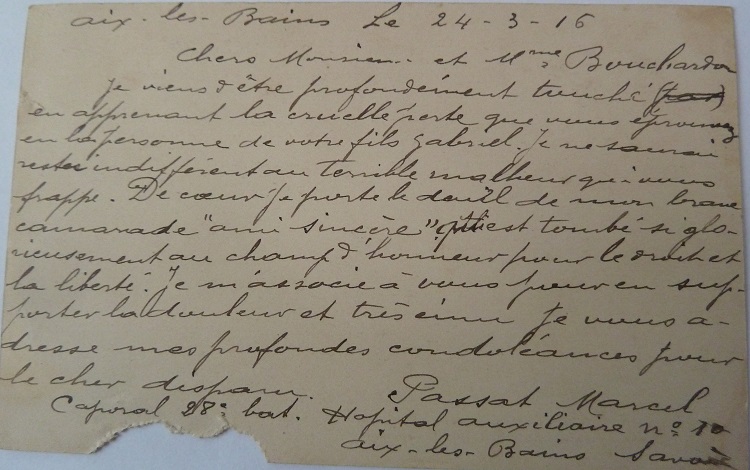 aix-les-Bains Le 24-3-16
Chers Monsieur et Mme Bouchardon
Je viens d'être profondément touché
en apprenant la cruelle perte que vous éprouvez
en la personne de votre fils Gabriel. Je ne saurai
rester indifférent au terrible malheur qui vous
frappe. De cœur je porte le deuil de mon brave
camarade "ami sincère" qui est tombé si glo-
rieusement au champ d'honneur pour le droit et
la liberté. Je m'associe à vous pour en sup-
porter la douleur et très ému je vous a-
dresse mes profondes condoléances pour
le cher disparu.
Passat Marcel
Caporal 28e bat. Hopital auxiliaire no 10
aix-les-Bains Savoie